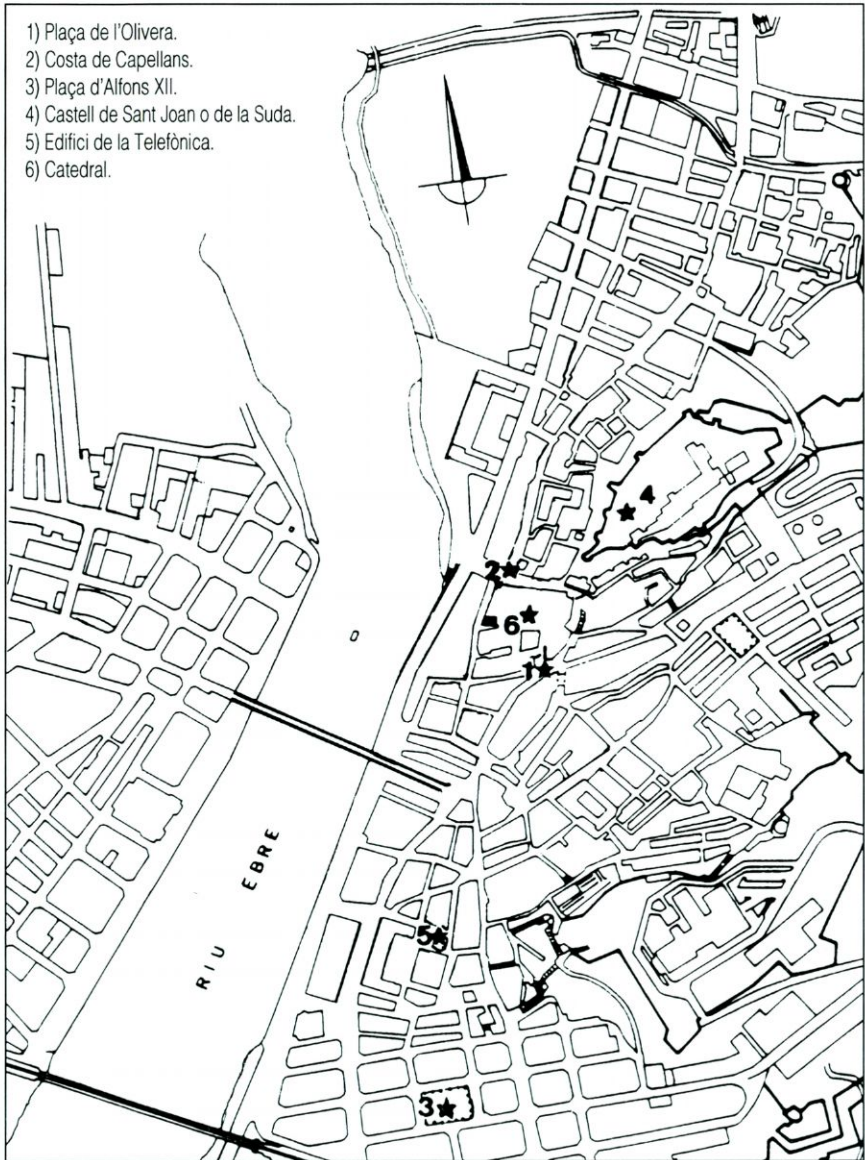 1) Plaça de l'Olivera.
2) Costa de Capellans.
3) Plaça d'Alfons XII.
4) Castell de Sant Joan o de la Suda.
5) Edifici de la Telefònica.
6) Catedral.
4
2
6
1
RIU EBRE
5
3